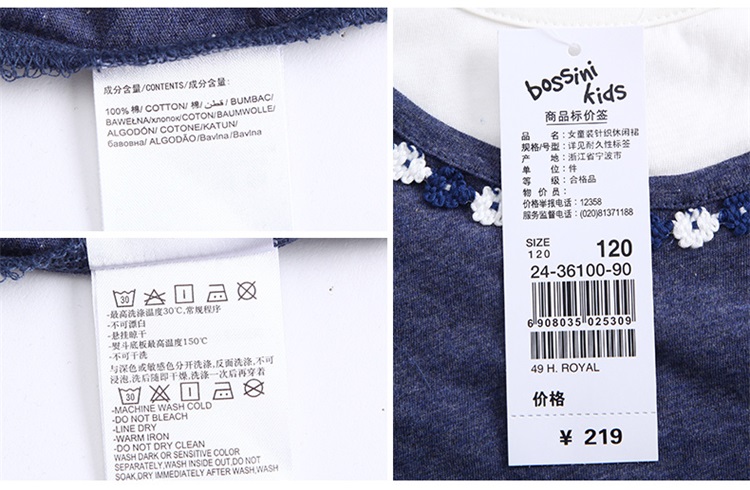 成分含量/CONTENTS/成分含量:
100% 棉/ COTTON/ 棉/ قطن/ BUMBAC/
BAWEŁNA/хлопок/COTON/BAUMWOLLE/
ALGODÓN/ COTONE/KATUN/
бавовна/ ALGODÃO/ Bavlna/ Bavlna/
30
-最高洗涤温度30℃,常规程序
-不可漂白
-悬挂晾干
-熨斗底板最高温度150℃
-不可干洗
与深色或敏感色分开洗涤,反面洗涤,不可
浸泡,洗后随即干燥、洗涤一次后再穿着
30
-MACHINE WASH COLD
-DO NOT BLEACH
-LINE DRY
-WARM IRON
-DO NOT DRY CLEAN
WASH DARK OR SENSITIVE COLOR
SEPARATELY.WASH INSIDE OUT,DO NOT
SOAK,DRY IMMEDIATELY AFTER WASH,WASH
bossini
kids
商品标价签
品 名: 女童装针织休闲裙
规格/号型: 详见耐久性标签
产 地: 浙江省宁波市
单 位: 件
等 级: 合格品
物 价 员:
价格举报电话: 12358
服务监督电话: (020)81371188
SIZE
120
120
24-36100-90
6 908035 025309
49 H. ROYAL
价格
¥ 219